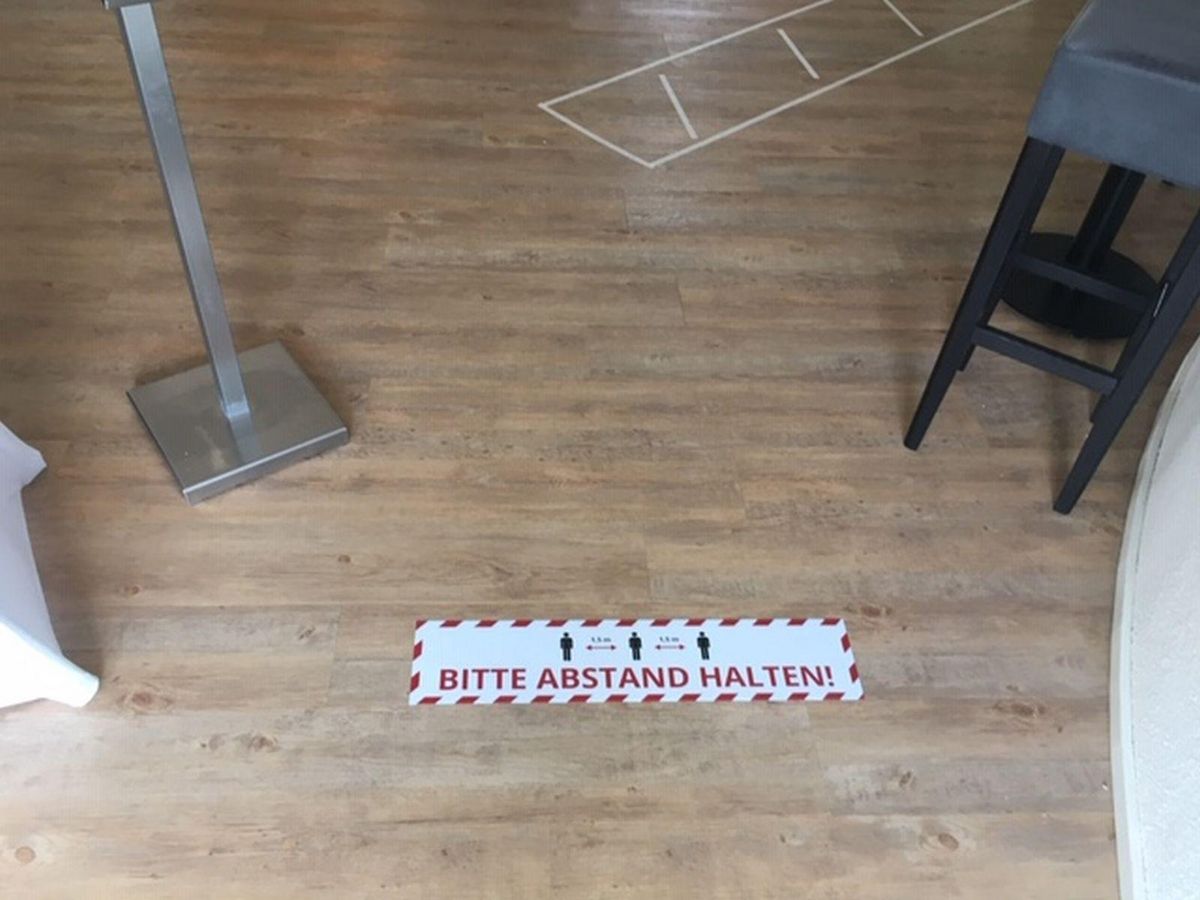 1,5 m 1,5 m
BITTE ABSTAND HALTEN!